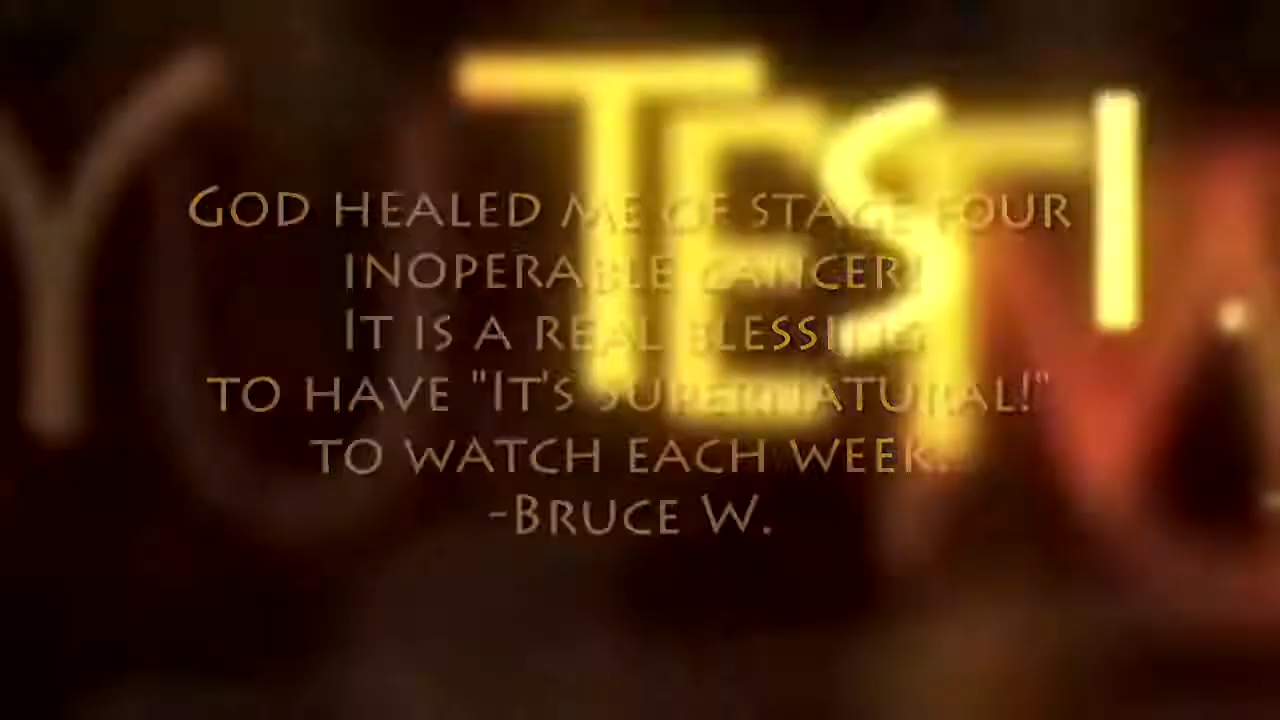 TESTI
GOD HEALED ME OF STAGE FOUR
INOPERABLE CANCER!
IT IS A REAL BLESSING
TO HAVE "IT'S SUPERNATURAL!"
TO WATCH EACH WEEK.
-BRUCE W.